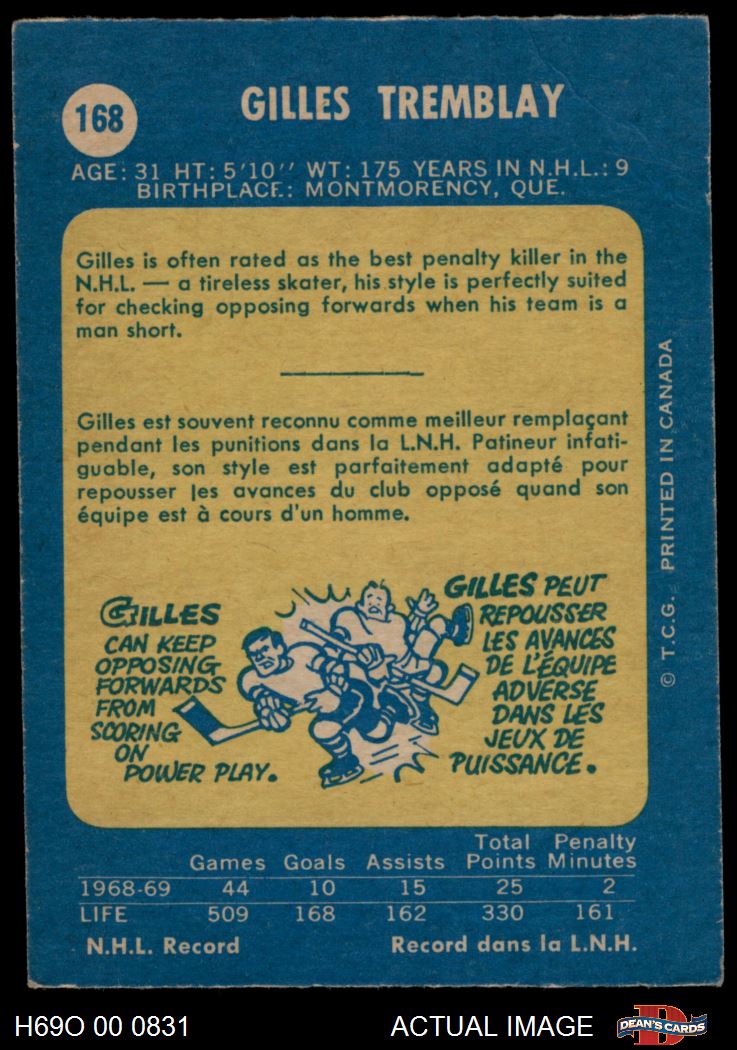 168
GILLES TREMBLAY
AGE: 31 HT: 5'10'' WT: 175 YEARS IN N.H.L.: 9
BIRTHPLACE: MONTMORENCY, QUE.
Gilles is often rated as the best penalty killer in the
N.H.L. — a tireless skater, his style is perfectly suited
for checking opposing forwards when his team is a
man short.
Gilles est souvent reconnu comme meilleur remplaçant
pendant les punitions dans la L.N.H. Patineur infati-
guable, son style est parfaitement adapté pour
repousser les avances du club opposé quand son
équipe est à cours d'un homme.
GILLES
CAN KEEP
OPPOSING
FORWARDS
FROM
SCORING
ON
POWER PLAY.
GILLES PEUT
REPOUSSER
LES AVANCES
DE L'ÉQUIPE
ADVERSE
DANS LES
JEUX DE
PUISSANCE.
© T.C.G. PRINTED IN CANADA
Total Penalty
Games Goals Assists Points Minutes
1968-69 44 10 15 25 2
LIFE 509 168 162 330 161
N.H.L. Record Record dans la L.N.H.
H69O 00 0831 ACTUAL IMAGE
D
DEAN'S CARDS